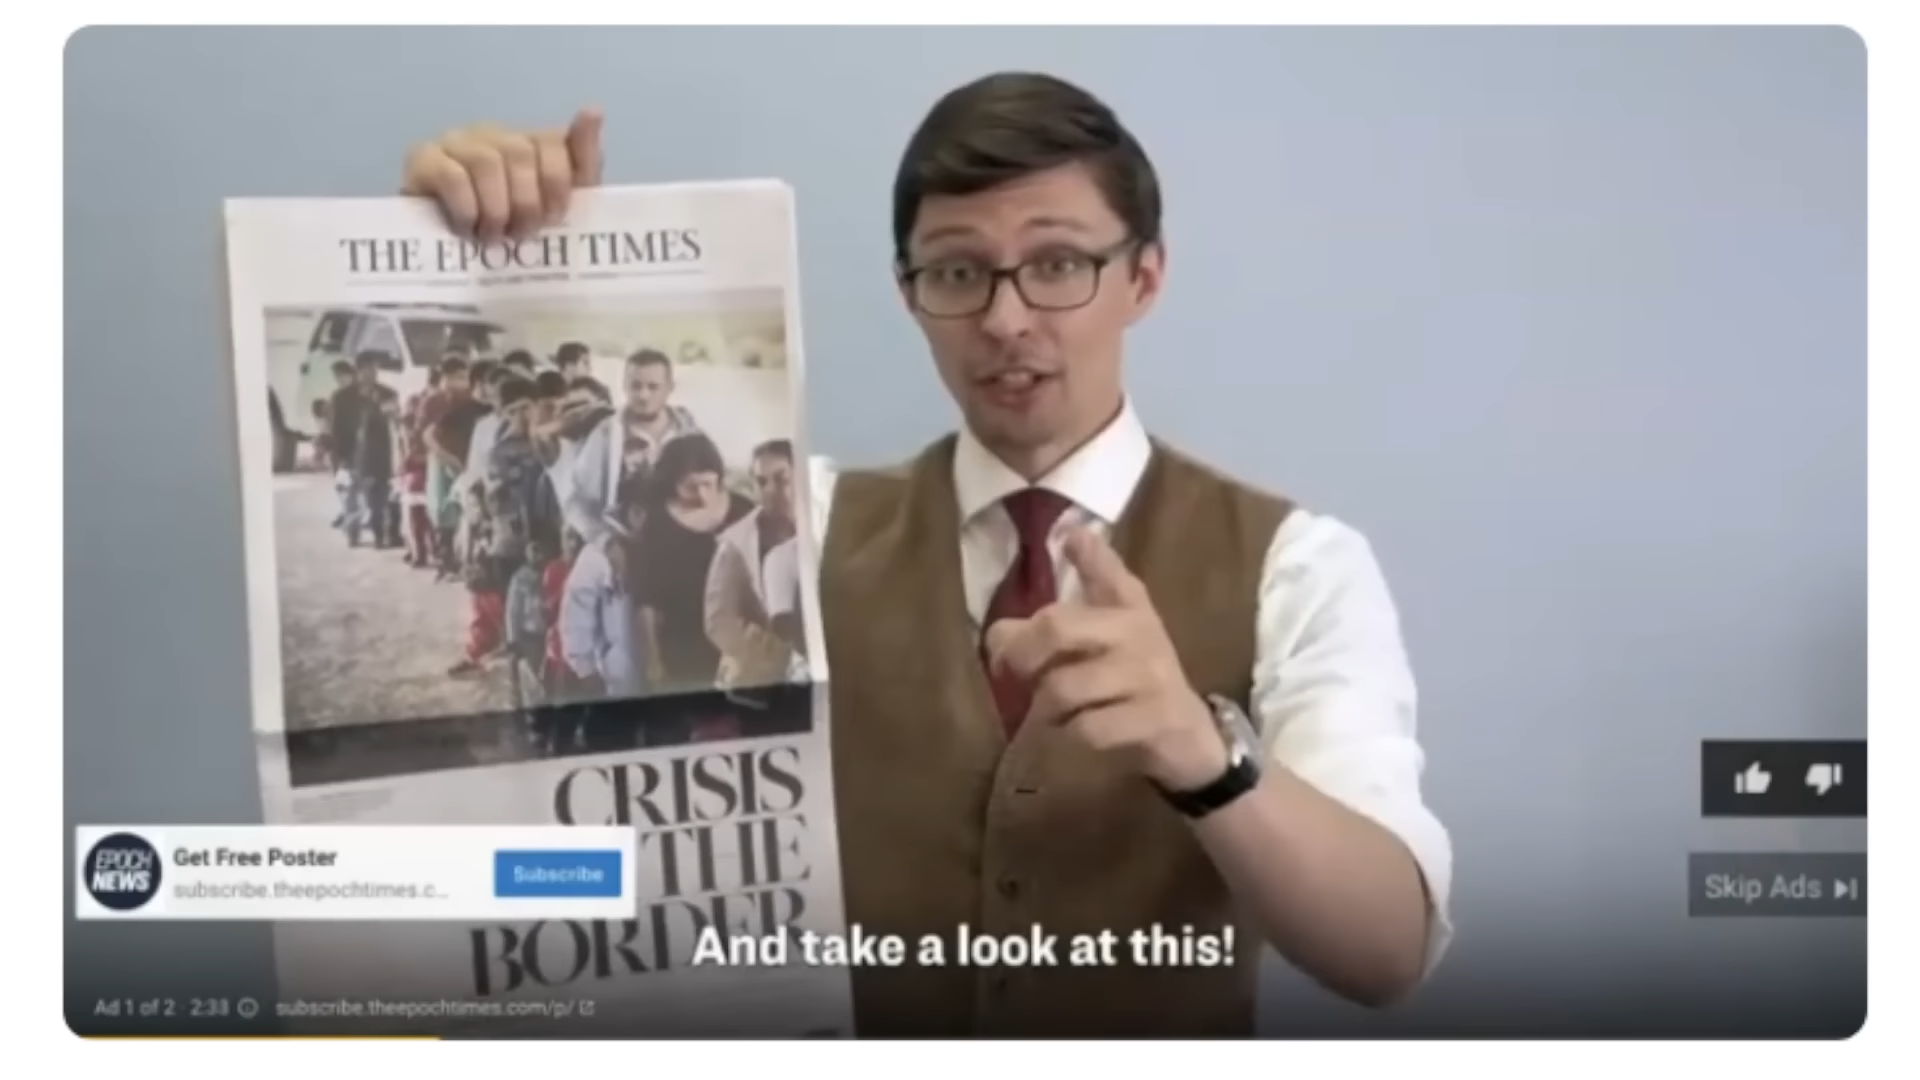 THE EPOCH TIMES
CRISIS
THE
BORDER
EPOCH
NEWS
Get Free Poster
subscribe.theepochtimes.c...
Subscribe
And take a look at this!
Skip Ads
Ad 1 of 2 · 2:33
subscribe.theepochtimes.com/p/